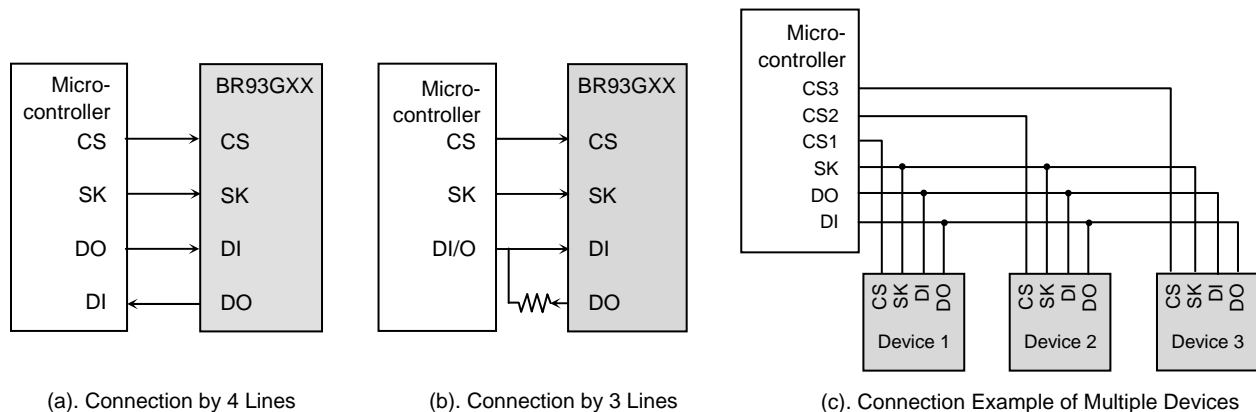 Micro-
controller
CS
SK
DO
DI
BR93GXX
CS
SK
DI
DO
(a). Connection by 4 Lines
Micro-
controller
CS
SK
DI/O
BR93GXX
CS
SK
DI
DO
(b). Connection by 3 Lines
Micro-
controller
CS3
CS2
CS1
SK
DO
DI
CS
SK
DI
DO
Device 1
CS
SK
DI
DO
Device 2
CS
SK
DI
DO
Device 3
(c). Connection Example of Multiple Devices